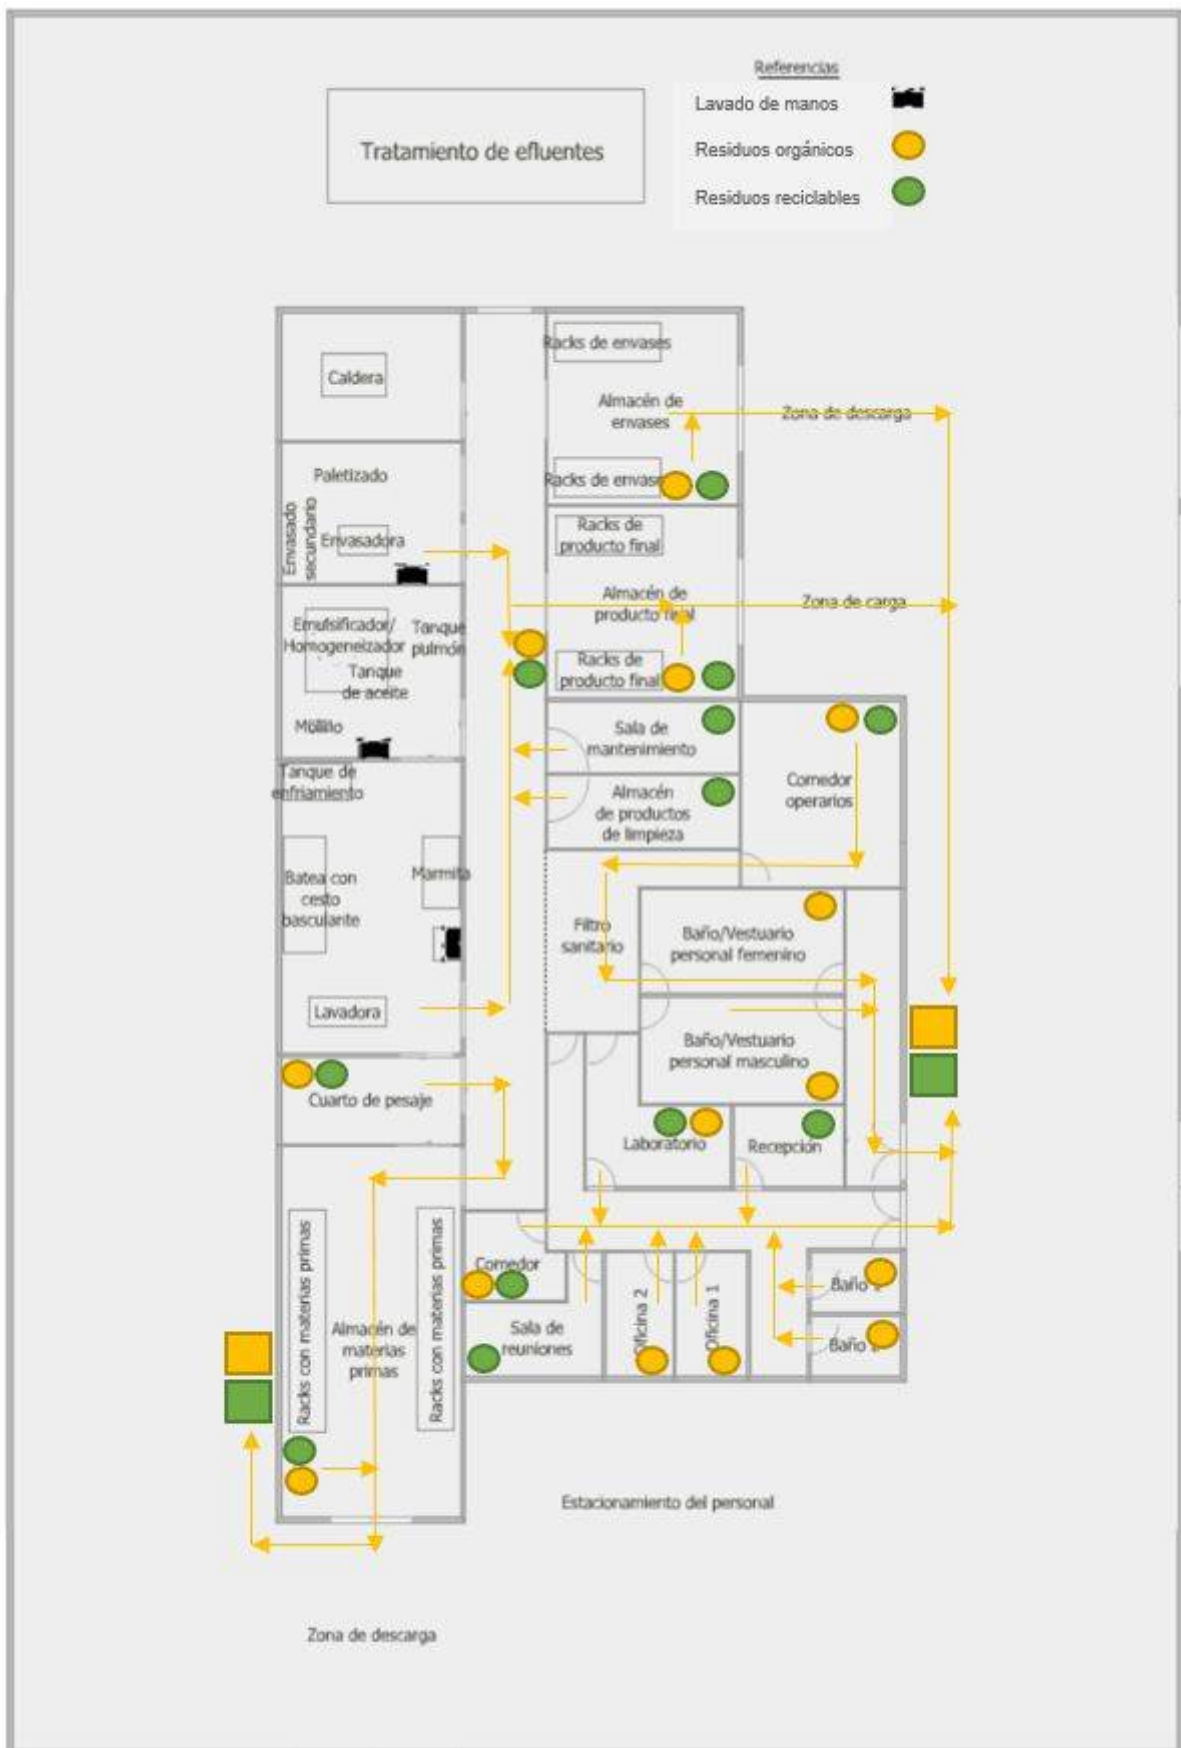 Referencias
Lavado de manos
Residuos orgánicos
Residuos reciclables
Tratamiento de efluentes
Caldera
Racks de envases
Almacén de
envases
Zona de descarga
Paletizado
Racks de envase
Envasado
secundario
Envasadora
Racks de
producto final
Almacén de
producto final
Zona de carga
Emulsificador/
Homogeneizador
Tanque
pulmón
Tanque
de aceite
Racks de
producto final
Sala de
mantenimiento
Tanque de
enfriamiento
Comedor
operarios
Almacén
de productos
de limpieza
Batea con
cesto
basculante
Marmita
Filtro
sanitario
Baño/Vestuario
personal femenino
Lavadora
Baño/Vestuario
personal masculino
Cuarto de pesaje
Laboratorio
Recepción
Racks con materias primas
Racks con materias primas
Almacén de
materias
primas
Comedor
Sala de
reuniones
Oficina 2
Oficina 1
Baño
Baño
Estacionamiento del personal
Zona de descarga